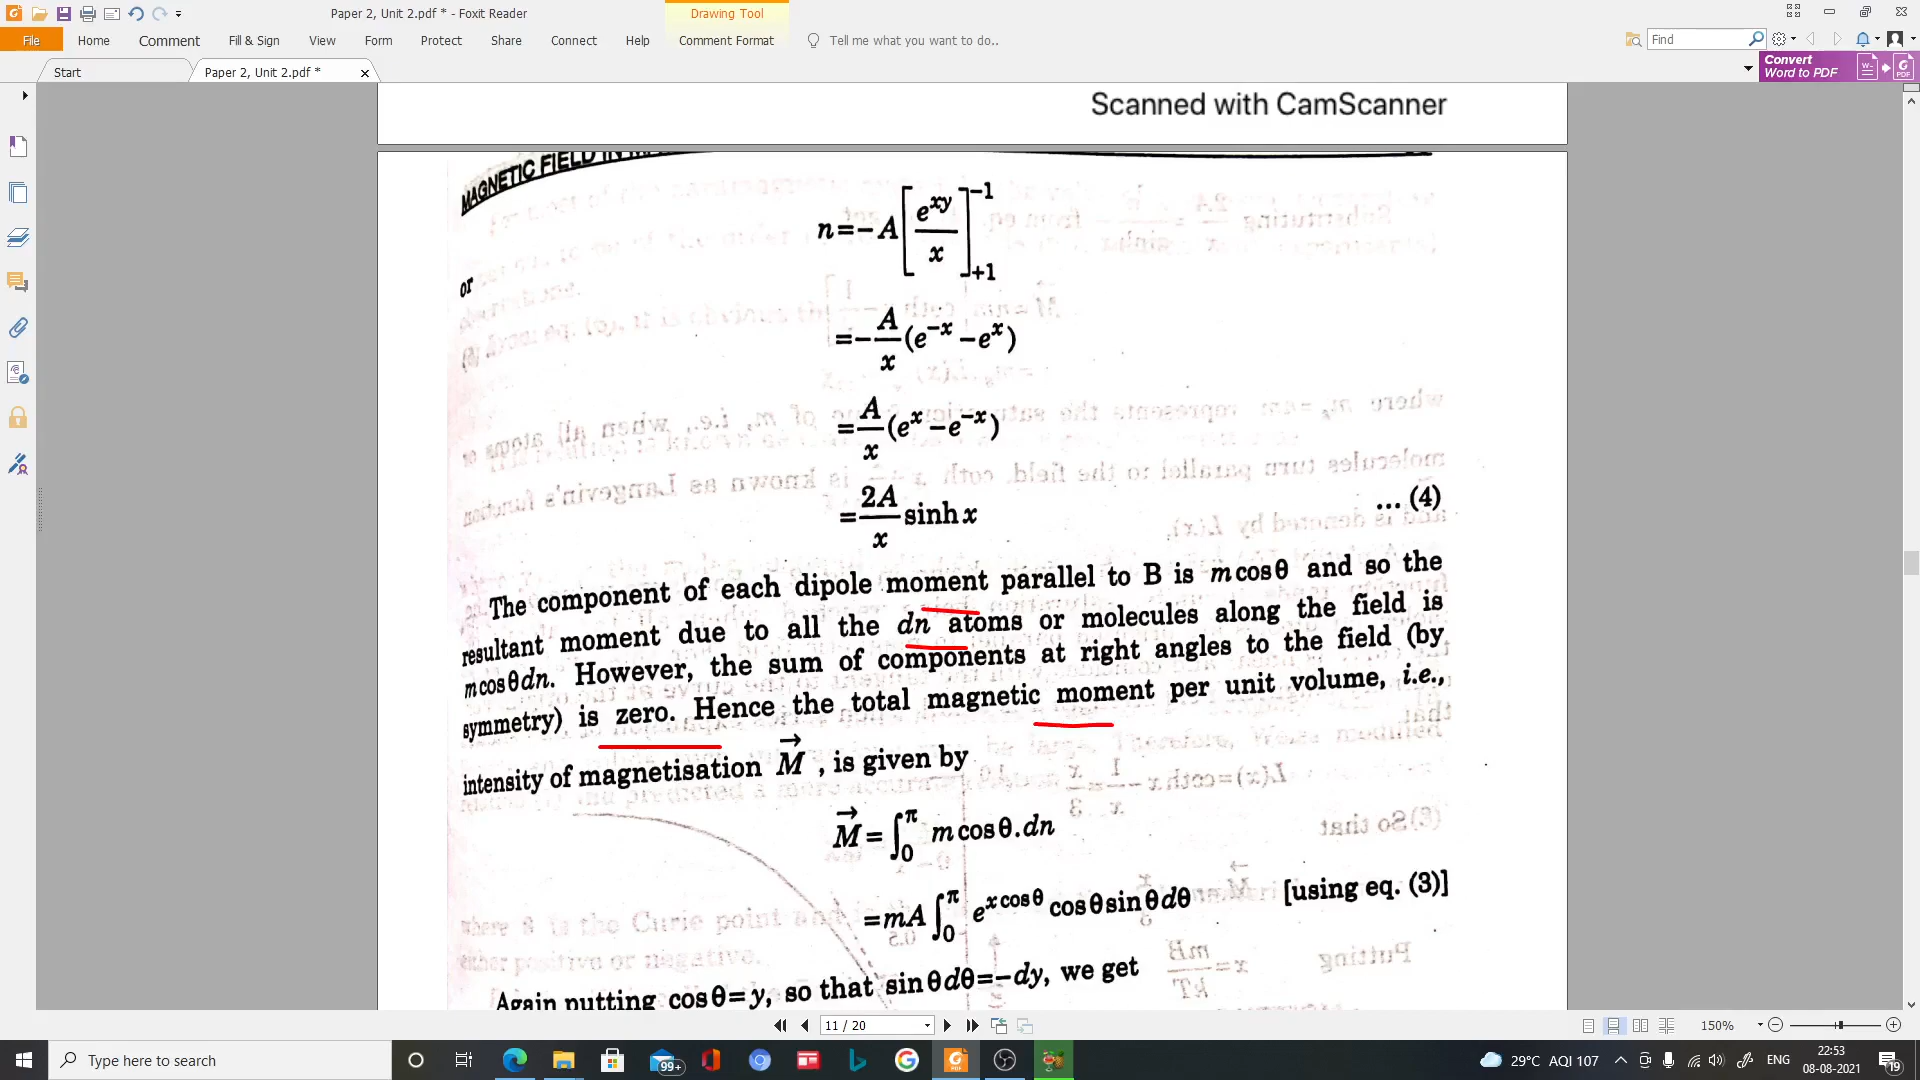 Paper 2, Unit 2.pdf * - Foxit Reader
Drawing Tool
File
Home
Comment
Fill & Sign
View
Form
Protect
Share
Connect
Help
Comment Format
Tell me what you want to do..
Find
Start
Paper 2, Unit 2.pdf *
Convert
Word to PDF
Scanned with CamScanner
MAGNETIC FIELD IN
n=-A[e^xy/x]^-1_+1
or
=-A/x(e^-x-e^x)
=A/x(e^x-e^-x)
=2A/x sinh x ... (4)
The component of each dipole moment parallel to B is m cosθ and so the
resultant moment due to all the dn atoms or molecules along the field is
m cosθ dn. However, the sum of components at right angles to the field (by
symmetry) is zero. Hence the total magnetic moment per unit volume, i.e.,
intensity of magnetisation M⃗, is given by
M⃗=∫_0^π m cosθ.dn
=mA∫_0^π e^x cosθ cosθ sinθ dθ [using eq. (3)]
Again putting cosθ=y, so that sinθ dθ=-dy, we get
11 / 20
150%
Type here to search
99+
29°C AQI 107
ENG
22:53
08-08-2021
19